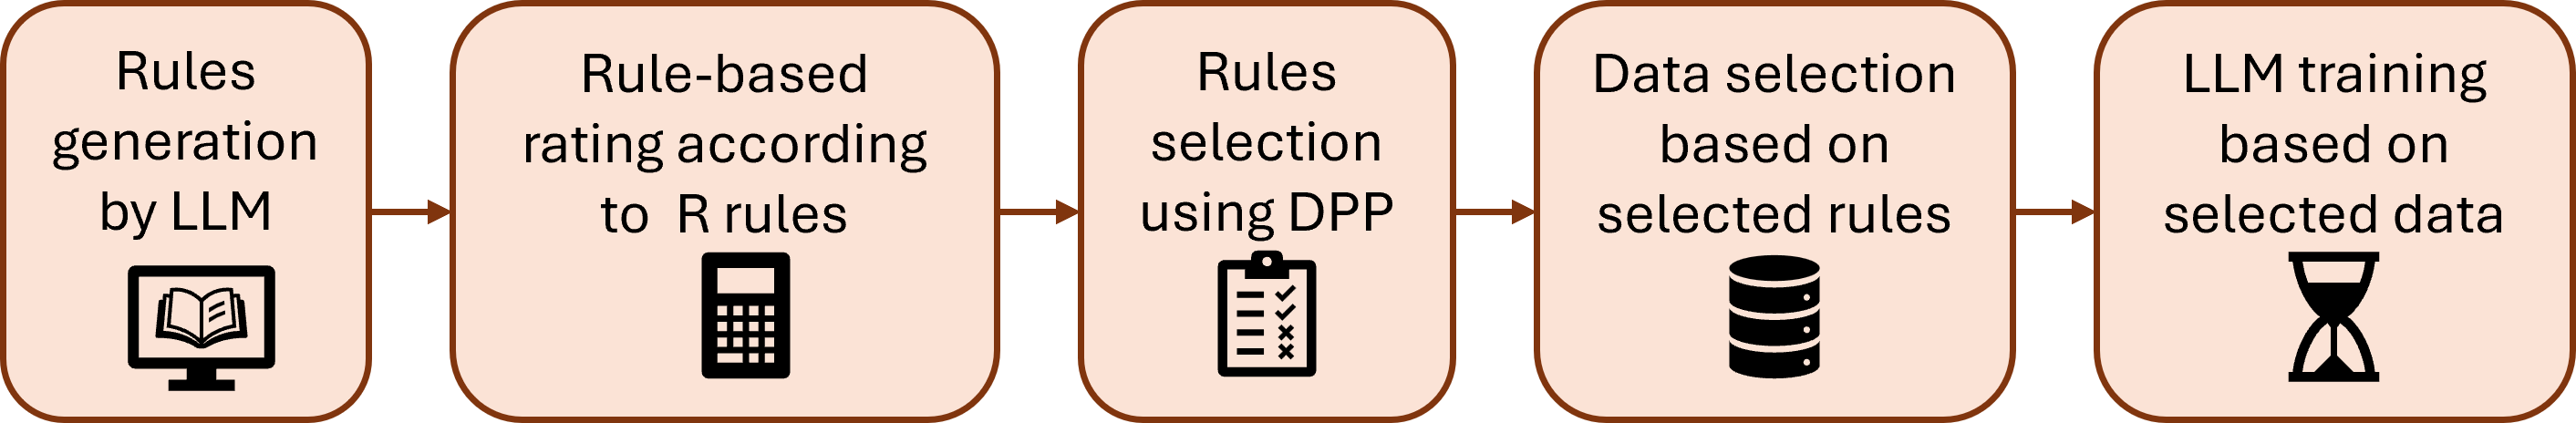 Rules
generation
by LLM
Rule-based
rating according
to R rules
Rules
selection
using DPP
Data selection
based on
selected rules
LLM training
based on
selected data